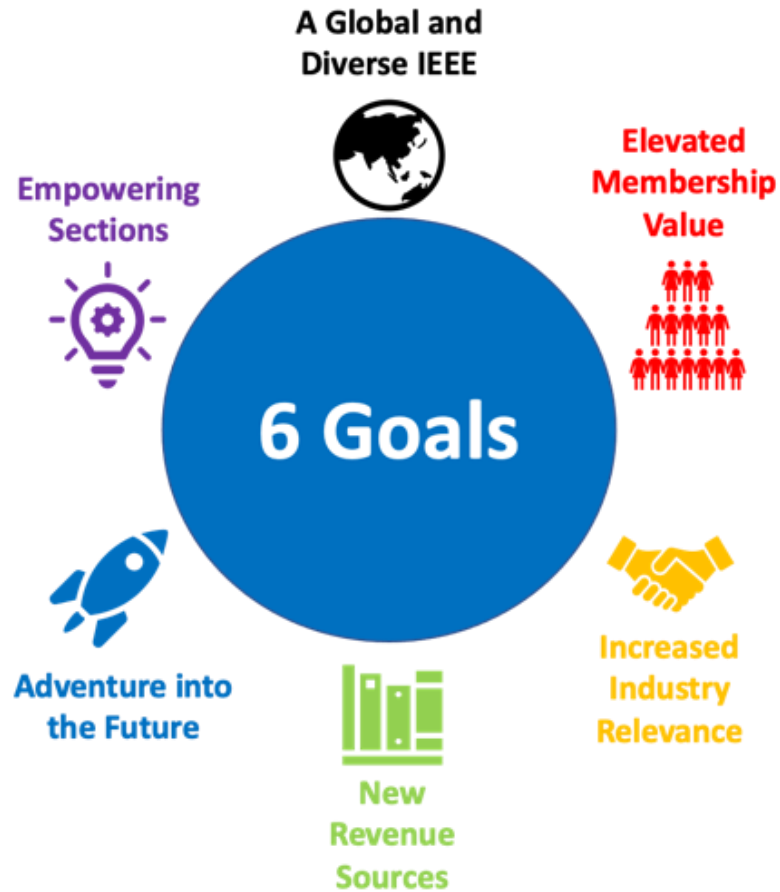 A Global and
Diverse IEEE
Elevated
Membership
Value
Empowering
Sections
6 Goals
Increased
Industry
Relevance
Adventure into
the Future
New
Revenue
Sources